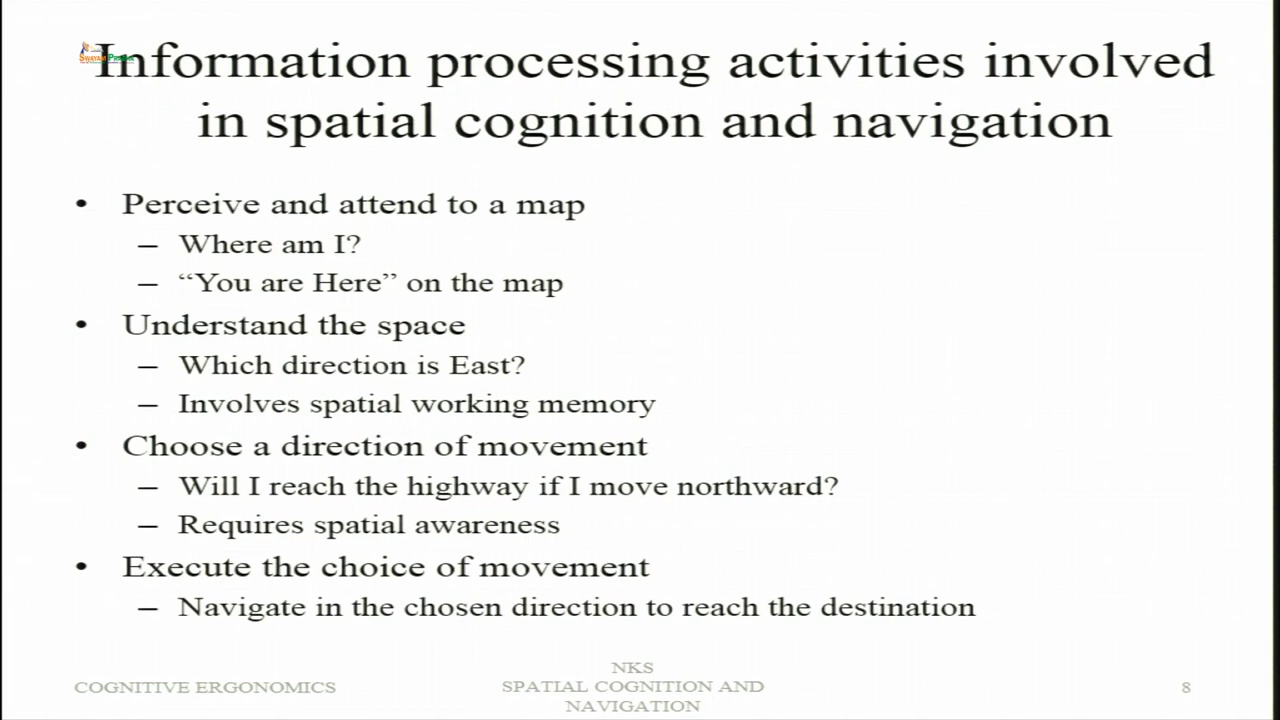 Information processing activities involved
in spatial cognition and navigation
• Perceive and attend to a map
– Where am I?
– “You are Here” on the map
• Understand the space
– Which direction is East?
– Involves spatial working memory
• Choose a direction of movement
– Will I reach the highway if I move northward?
– Requires spatial awareness
• Execute the choice of movement
– Navigate in the chosen direction to reach the destination
COGNITIVE ERGONOMICS
NKS
SPATIAL COGNITION AND
NAVIGATION
8